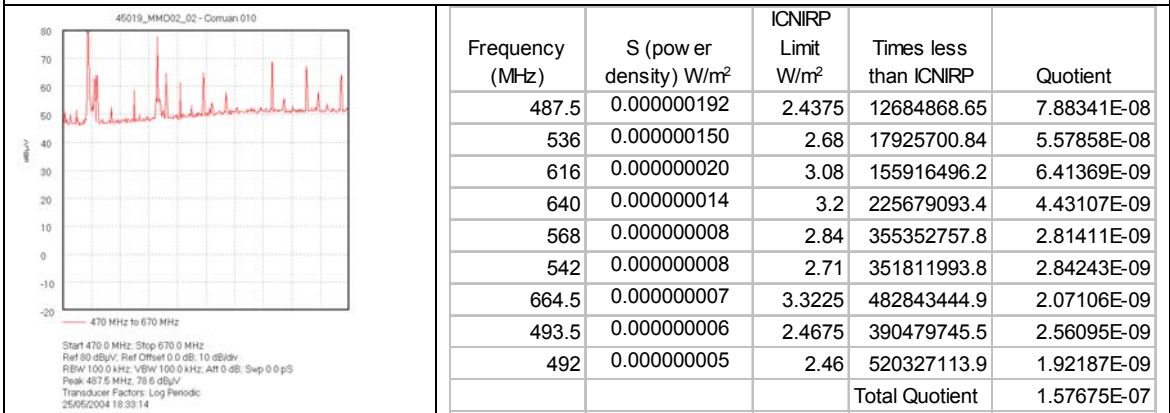 45019_MMO02_02 - Corruan 010
80
70
60
50
40
30
20
10
0
-10
-20
dBµV
470 MHz to 670 MHz
Start 470.0 MHz; Stop 670.0 MHz
Ref 80 dBµV; Ref Offset 0.0 dB; 10 dB/div
RBW 100.0 kHz; VBW 100.0 kHz; Att 0 dB; Swp 0.0 pS
Peak 487.5 MHz, 78.6 dBµV
Transducer Factors: Log Periodic
25/05/2004 18:33:14
Frequency (MHz) S (power density) W/m² ICNIRP Limit W/m² Times less than ICNIRP Quotient
487.5 0.000000192 2.4375 12684868.65 7.88341E-08
536 0.000000150 2.68 17925700.84 5.57858E-08
616 0.000000020 3.08 155916496.2 6.41369E-09
640 0.000000014 3.2 225679093.4 4.43107E-09
568 0.000000008 2.84 355352757.8 2.81411E-09
542 0.000000008 2.71 351811993.8 2.84243E-09
664.5 0.000000007 3.3225 482843444.9 2.07106E-09
493.5 0.000000006 2.4675 390479745.5 2.56095E-09
492 0.000000005 2.46 520327113.9 1.92187E-09
Total Quotient 1.57675E-07